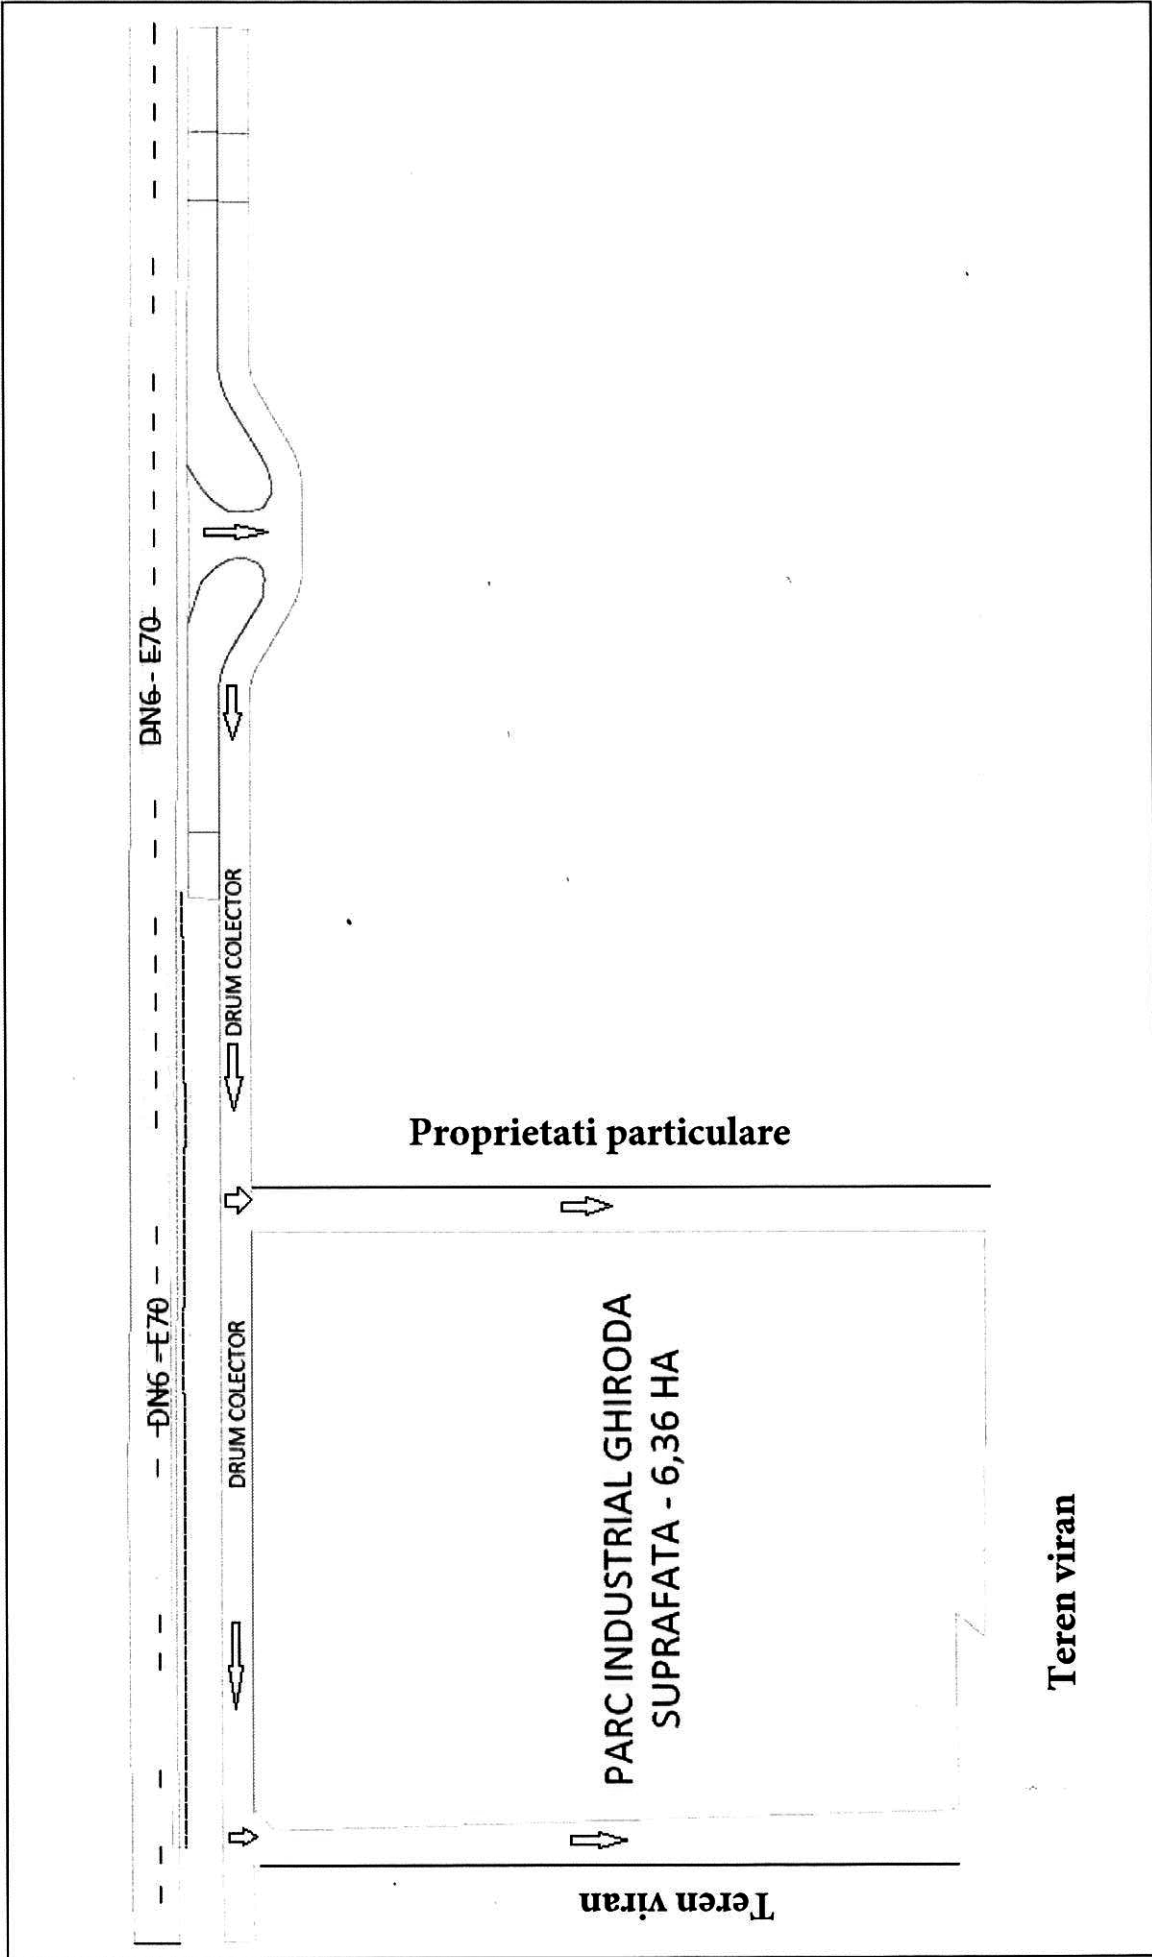 DN6 - E70
DRUM COLECTOR
Proprietati particulare
DN6 - E70
DRUM COLECTOR
PARC INDUSTRIAL GHIRODA
SUPRAFATA - 6,36 HA
Teren viran
Teren viran